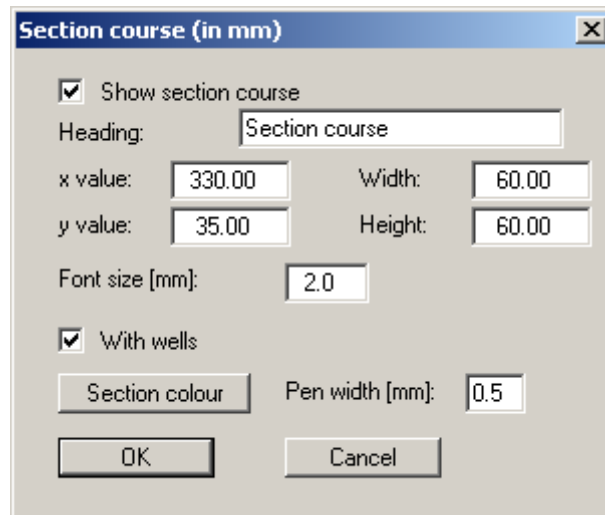 Section course (in mm)
Show section course
Heading: Section course
x value: 330.00 Width: 60.00
y value: 35.00 Height: 60.00
Font size [mm]: 2.0
With wells
Section colour Pen width [mm]: 0.5
OK Cancel